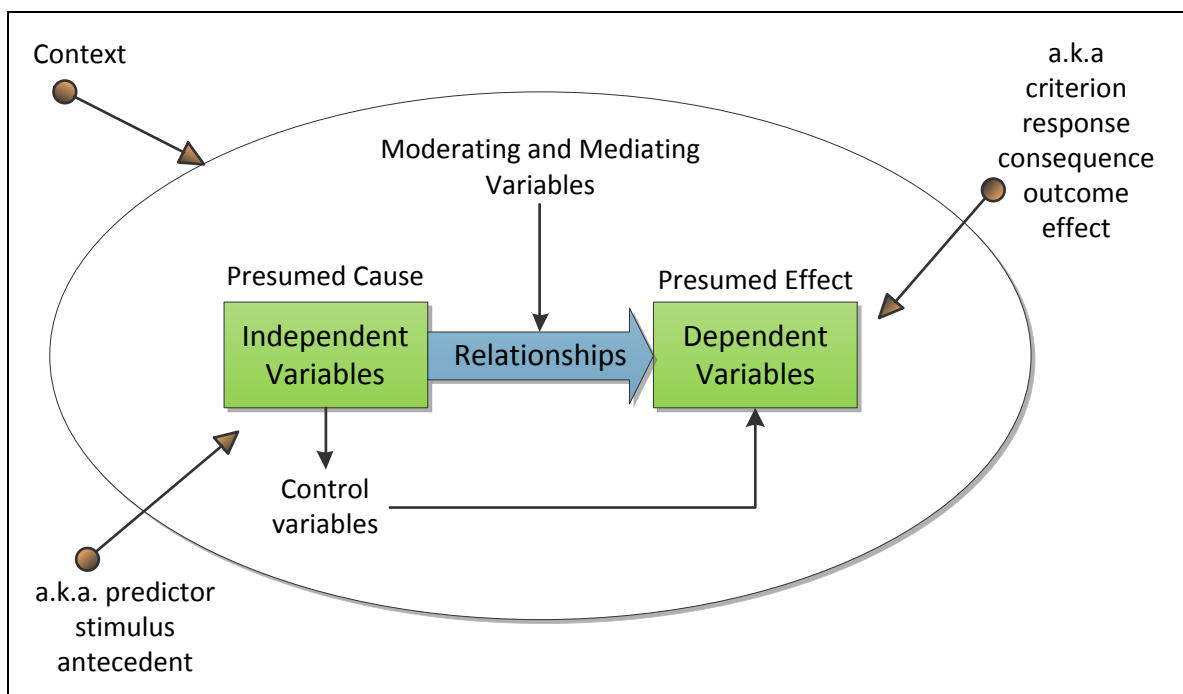 Context
a.k.a
criterion
response
consequence
outcome
effect
Moderating and Mediating
Variables
Presumed Cause
Presumed Effect
Independent
Variables
Relationships
Dependent
Variables
Control
variables
a.k.a. predictor
stimulus
antecedent